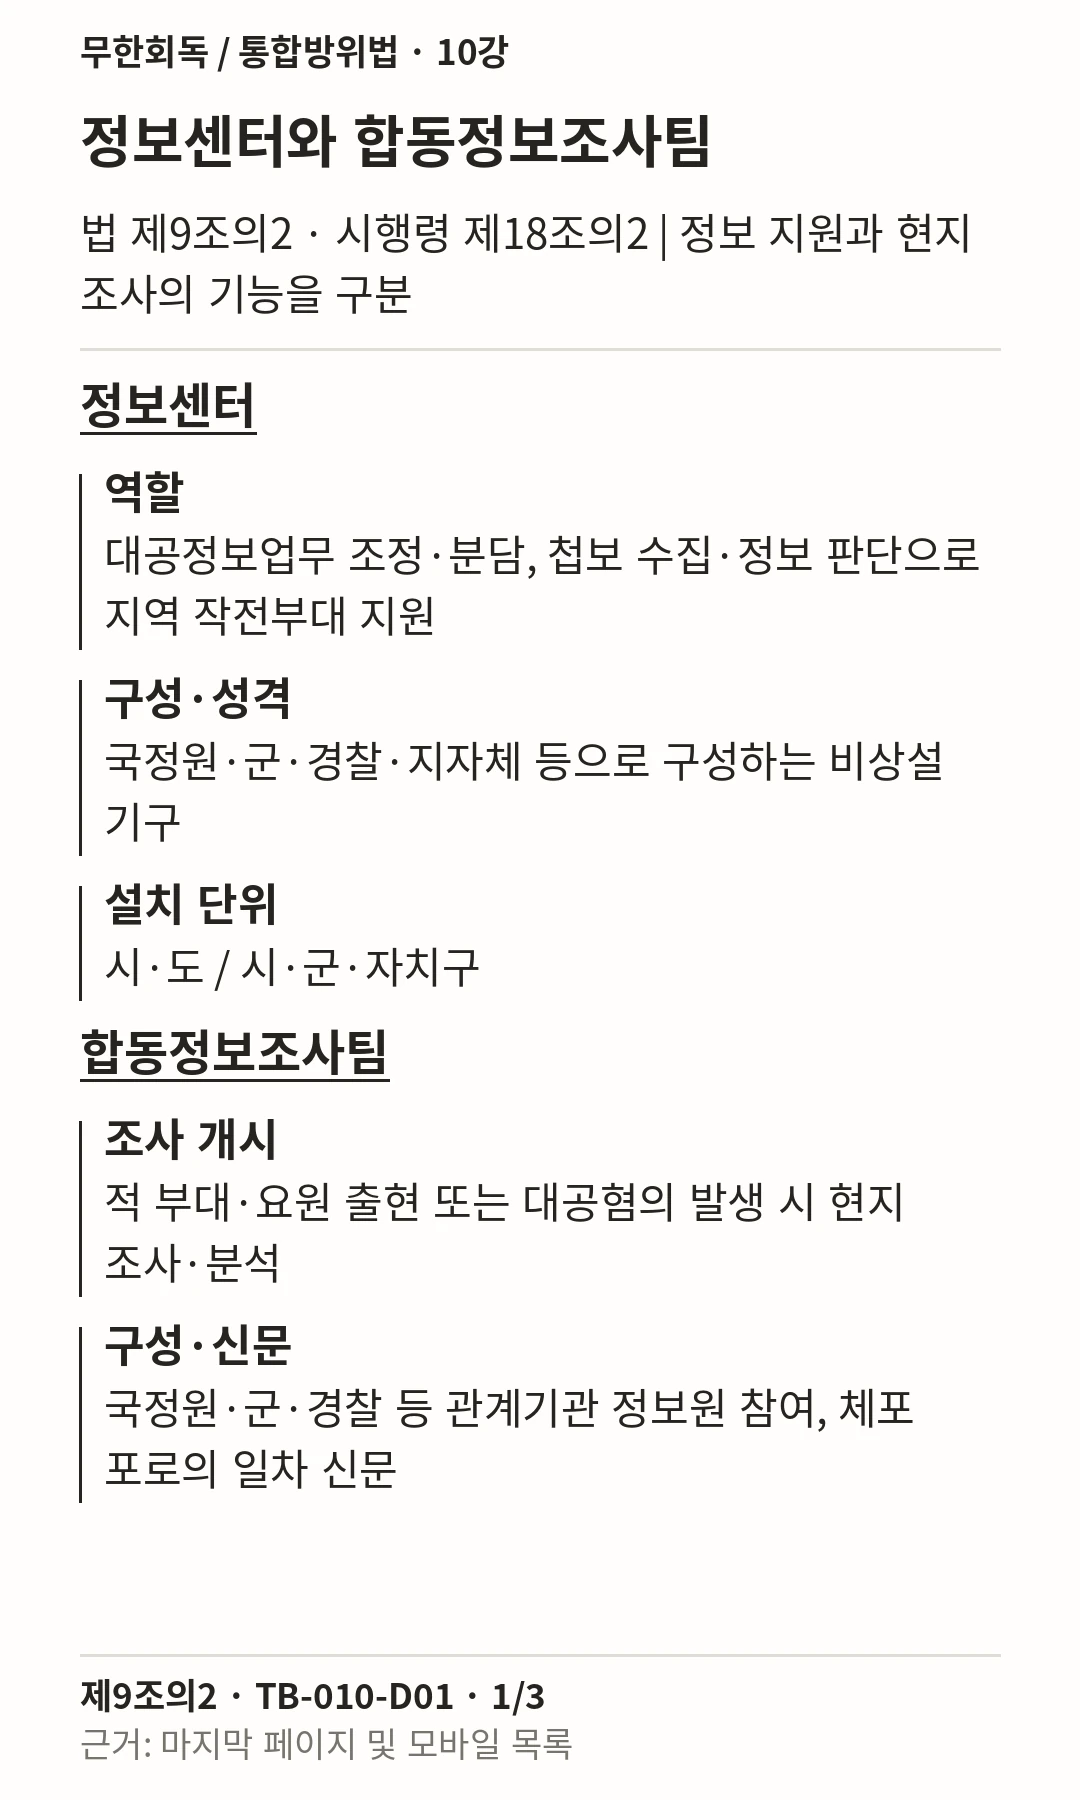 무한회독 / 통합방위법 · 10강
정보센터와 합동정보조사팀
법 제9조의2 · 시행령 제18조의2 | 정보 지원과 현지
조사의 기능을 구분
정보센터
역할
대공정보업무 조정·분담, 첩보 수집·정보 판단으로
지역 작전부대 지원
구성·성격
국정원·군·경찰·지자체 등으로 구성하는 비상설
기구
설치 단위
시·도 / 시·군·자치구
합동정보조사팀
조사 개시
적 부대·요원 출현 또는 대공혐의 발생 시 현지
조사·분석
구성·신문
국정원·군·경찰 등 관계기관 정보원 참여, 체포
포로의 일차 신문
제9조의2 · TB-010-D01 · 1/3
근거: 마지막 페이지 및 모바일 목록